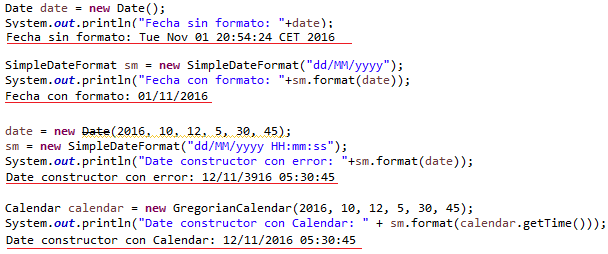 Date date = new Date();
System.out.println("Fecha sin formato: "+date);
Fecha sin formato: Tue Nov 01 20:54:24 CET 2016
SimpleDateFormat sm = new SimpleDateFormat("dd/MM/yyyy");
System.out.println("Fecha con formato: "+sm.format(date));
Fecha con formato: 01/11/2016
date = new Date(2016, 10, 12, 5, 30, 45);
sm = new SimpleDateFormat("dd/MM/yyyy HH:mm:ss");
System.out.println("Date constructor con error: "+sm.format(date));
Date constructor con error: 12/11/3916 05:30:45
Calendar calendar = new GregorianCalendar(2016, 10, 12, 5, 30, 45);
System.out.println("Date constructor con Calendar: " + sm.format(calendar.getTime()));
Date constructor con Calendar: 12/11/2016 05:30:45